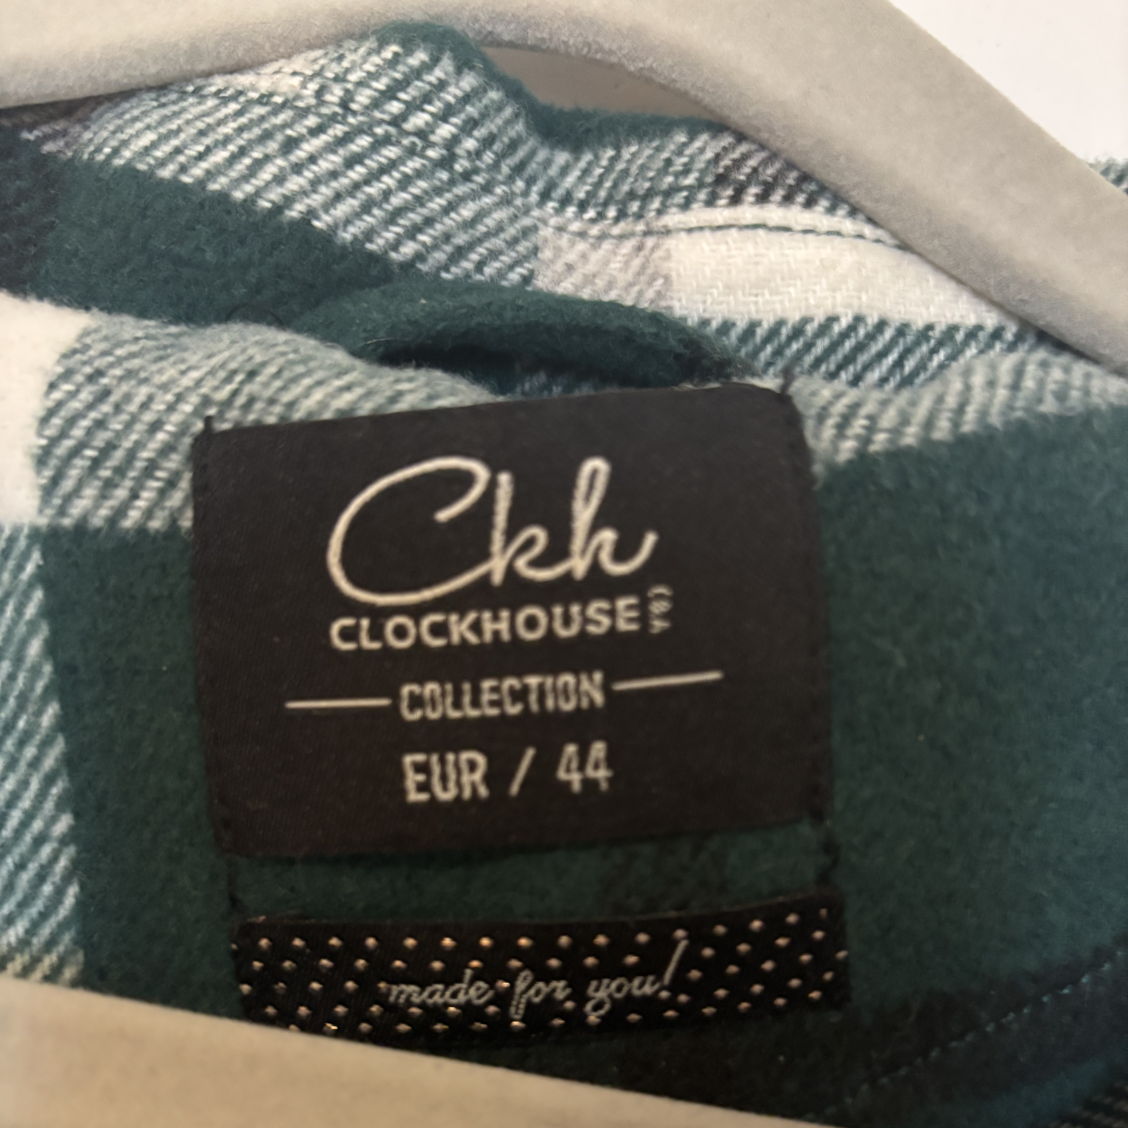 Ckh
CLOCKHOUSE C&A
COLLECTION
EUR / 44
made for you!